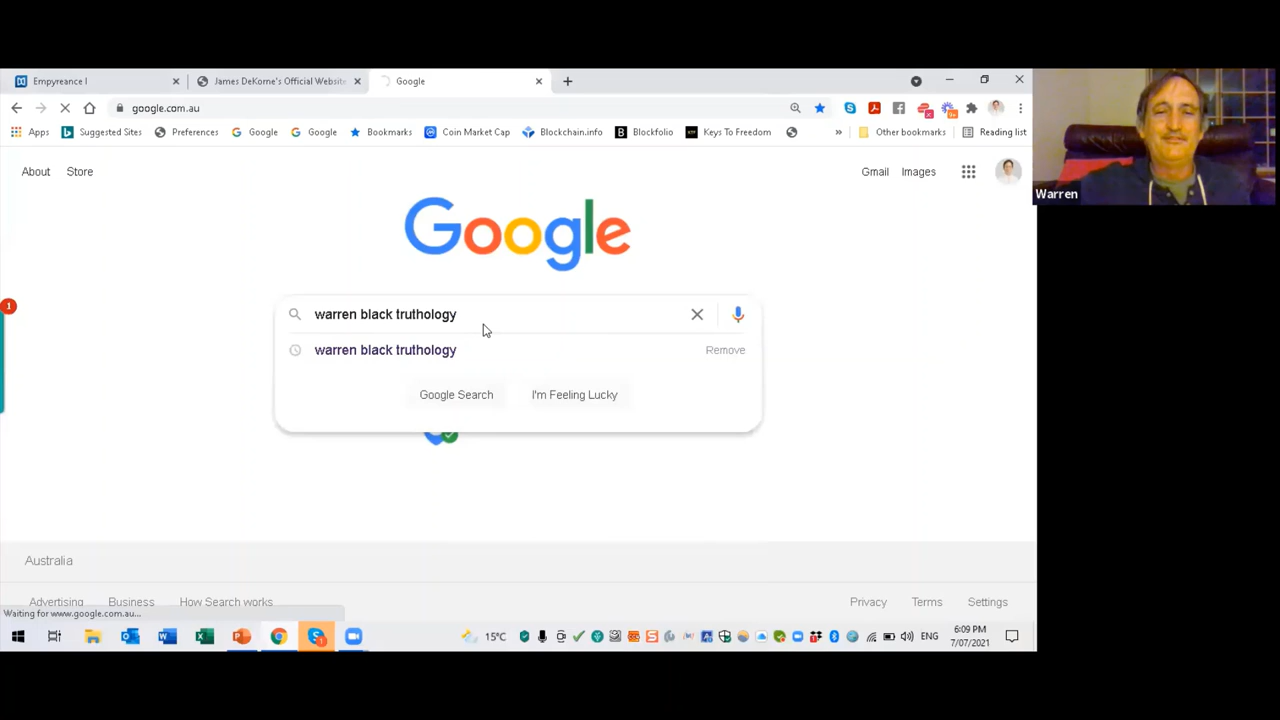 Empyreance I
James DeKorne's Official Website
Google
google.com.au
Apps
Suggested Sites
Preferences
Google
Google
Bookmarks
Coin Market Cap
Blockchain.info
Blockfolio
Keys To Freedom
»
Other bookmarks
Reading list
About
Store
Gmail
Images
Warren
Google
1
warren black truthology
warren black truthology
Remove
Google Search
I'm Feeling Lucky
Australia
Advertising
Business
How Search works
Privacy
Terms
Settings
Waiting for www.google.com.au...
15°C
ENG
6:09 PM
7/07/2021